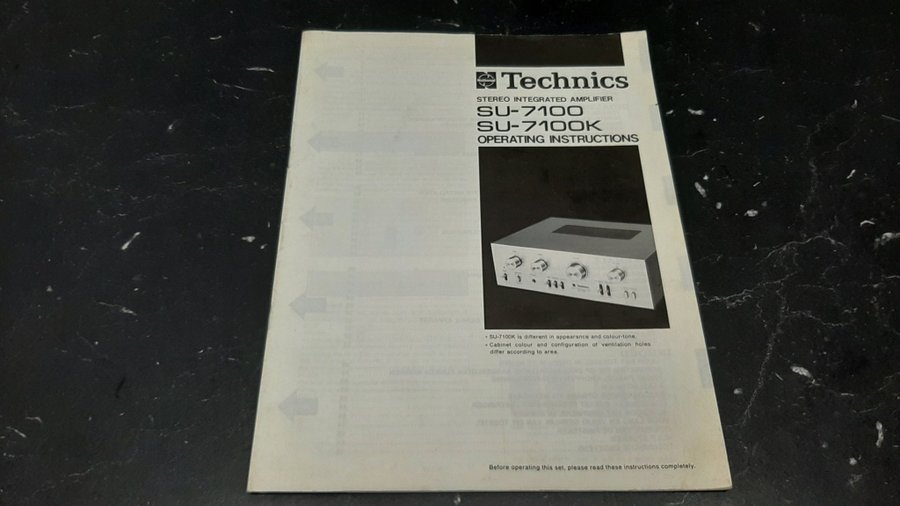 Technics
STEREO INTEGRATED AMPLIFIER
SU-7100
SU-7100K
OPERATING INSTRUCTIONS
• SU-7100K is different in appearance and colour-tone.
• Cabinet colour and configuration of ventilation holes
differ according to area.
Before operating this set, please read these instructions completely.